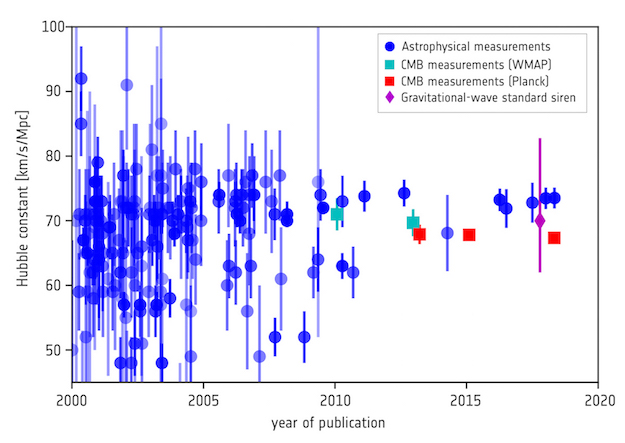 100
90
80
70
60
50
Hubble constant [km/s/Mpc]
Astrophysical measurements
CMB measurements (WMAP)
CMB measurements (Planck)
Gravitational-wave standard siren
2000 2005 2010 2015 2020
year of publication